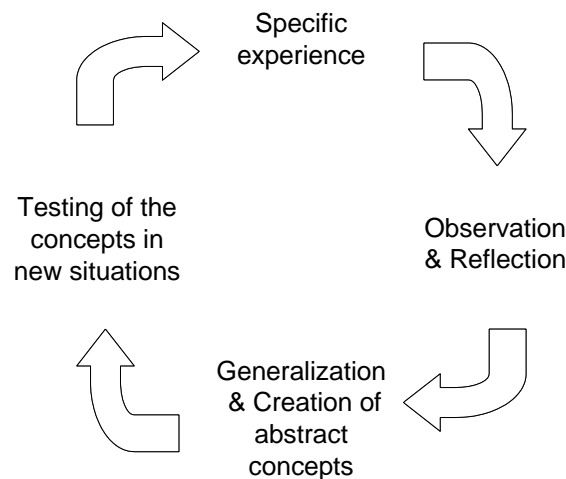 Specific
experience
Observation
& Reflection
Generalization
& Creation of
abstract
concepts
Testing of the
concepts in
new situations